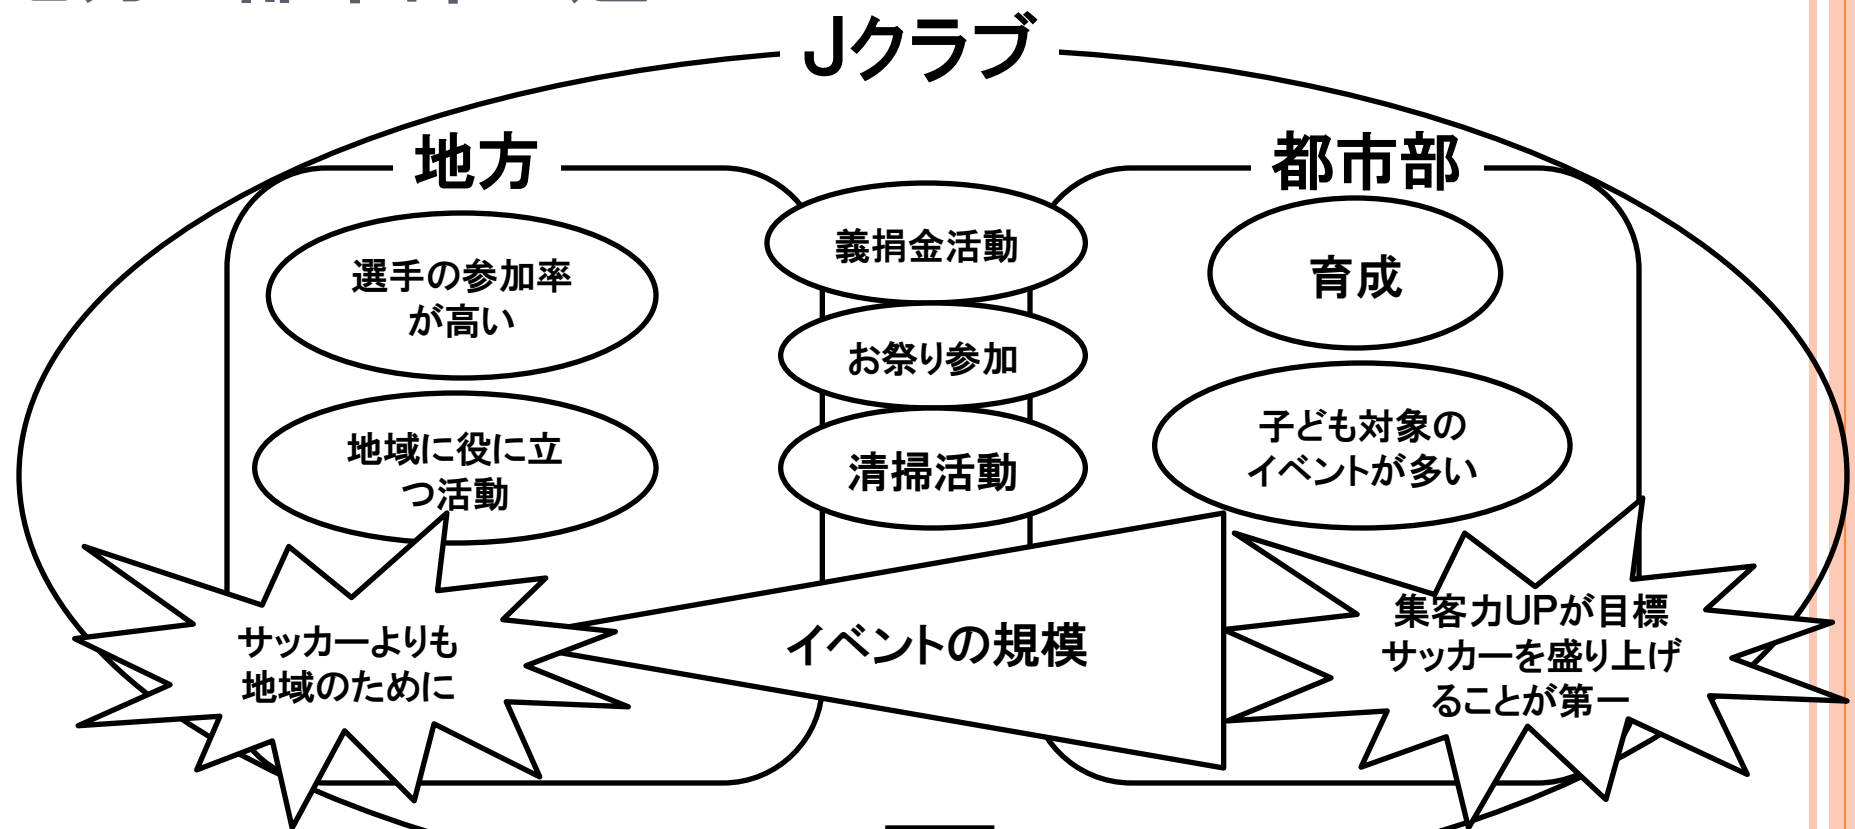 Jクラブ
地方
都市部
選手の参加率
が高い
地域に役に立
つ活動
義捐金活動
お祭り参加
清掃活動
育成
子ども対象の
イベントが多い
サッカーよりも
地域のために
イベントの規模
集客力UPが目標
サッカーを盛り上げ
ることが第一